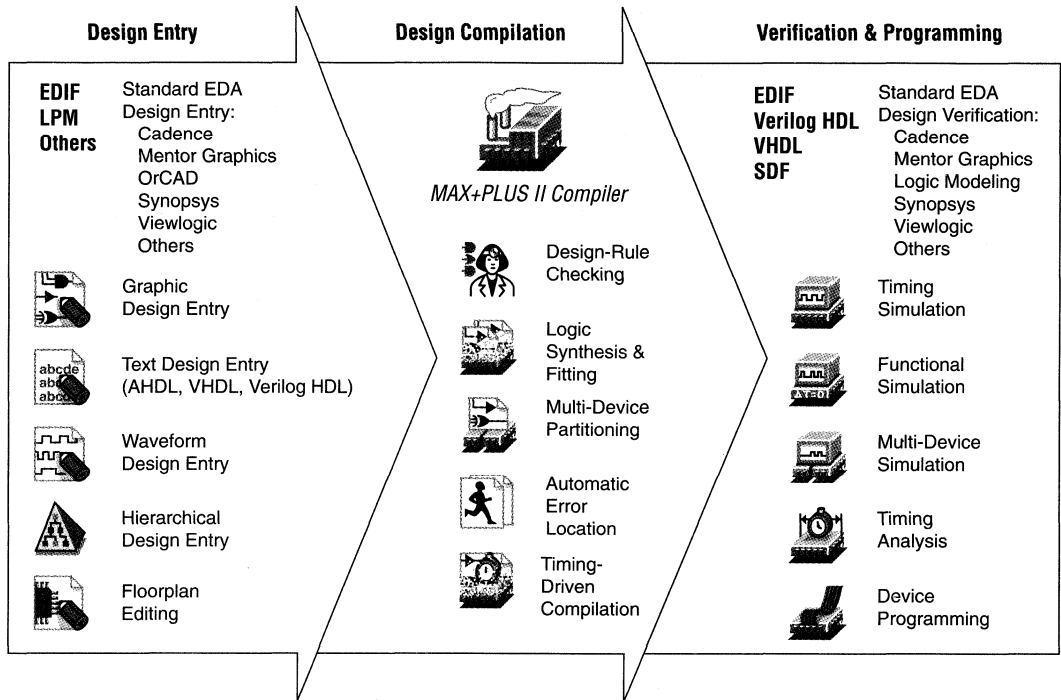 Design Entry
EDIF
LPM
Others
Standard EDA
Design Entry:
Cadence
Mentor Graphics
OrCAD
Synopsys
Viewlogic
Others
Graphic
Design Entry
abcde
abc
abcd
Text Design Entry
(AHDL, VHDL, Verilog HDL)
Waveform
Design Entry
Hierarchical
Design Entry
Floorplan
Editing
Design Compilation
MAX+PLUS II Compiler
Design-Rule
Checking
Logic
Synthesis &
Fitting
Multi-Device
Partitioning
Automatic
Error
Location
Timing-
Driven
Compilation
Verification & Programming
EDIF
Verilog HDL
VHDL
SDF
Standard EDA
Design Verification:
Cadence
Mentor Graphics
Logic Modeling
Synopsys
Viewlogic
Others
Timing
Simulation
Functional
Simulation
Multi-Device
Simulation
Timing
Analysis
Device
Programming